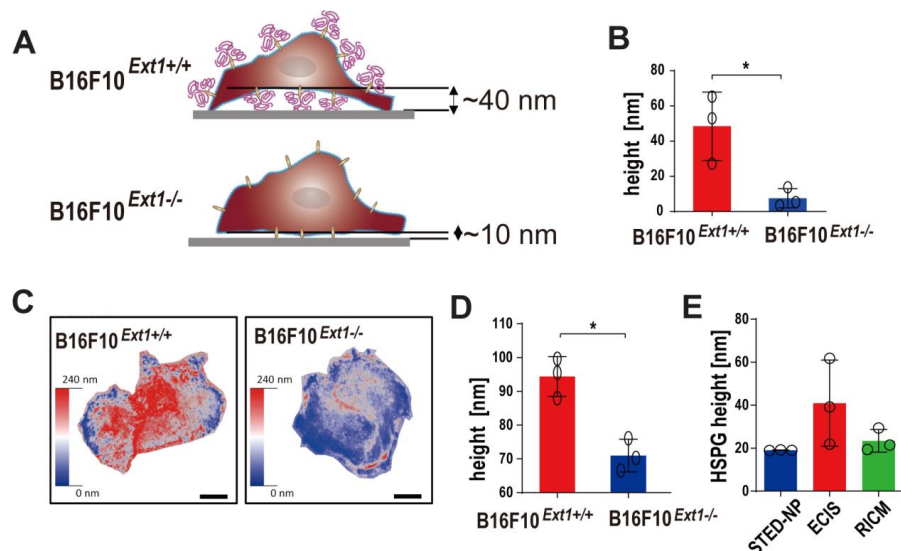 A
B16F10 Ext1+/+
~40 nm
B16F10 Ext1-/-
~10 nm
B
*
height [nm]
80
60
40
20
0
B16F10 Ext1+/+
B16F10 Ext1-/-
C
B16F10 Ext1+/+
240 nm
0 nm
B16F10 Ext1-/-
240 nm
0 nm
D
*
height [nm]
110
100
90
80
70
60
B16F10 Ext1+/+
B16F10 Ext1-/-
E
HSPG height [nm]
80
60
40
20
0
STED-NP
ECIS
RICM